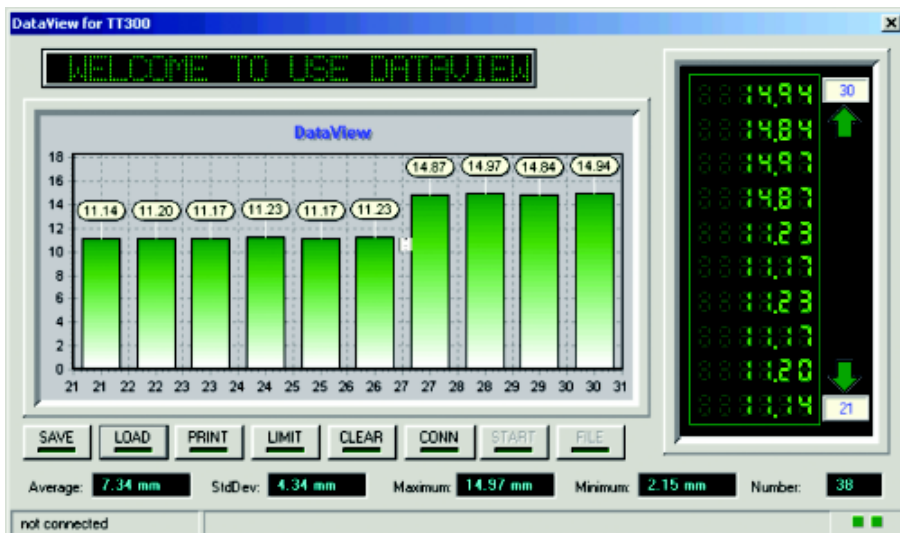 DataView for TT300
WELCOME TO USE DATAVIEW
DataView
18
16
14
12
10
8
6
4
2
0
11.14 11.20 11.17 11.23 11.17 11.23 14.87 14.97 14.84 14.94
21 21 22 22 23 23 24 24 25 25 26 26 27 27 28 28 29 29 30 30 31
14.94
14.84
14.97
14.87
11.23
11.17
11.23
11.17
11.20
11.14
30
21
SAVE LOAD PRINT LIMIT CLEAR CONN START FILE
Average: 7.34 mm StdDev: 4.34 mm Maximum: 14.97 mm Minimum: 2.15 mm Number: 38
not connected